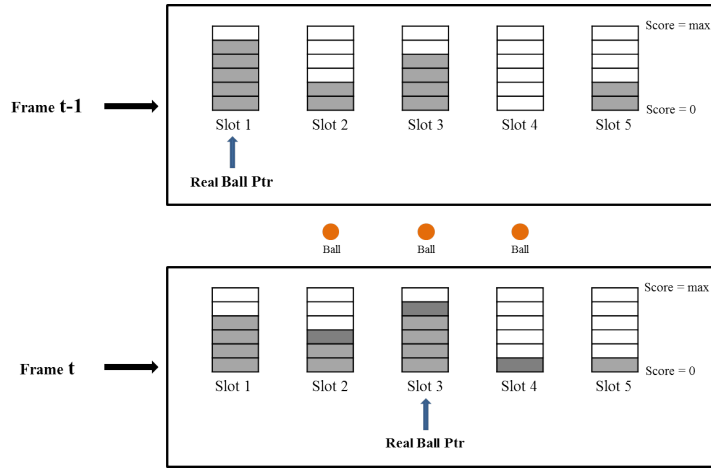 Score = max
Frame t-1
Score = 0
Slot 1 Slot 2 Slot 3 Slot 4 Slot 5
Real Ball Ptr
Ball Ball Ball
Score = max
Frame t
Score = 0
Slot 1 Slot 2 Slot 3 Slot 4 Slot 5
Real Ball Ptr